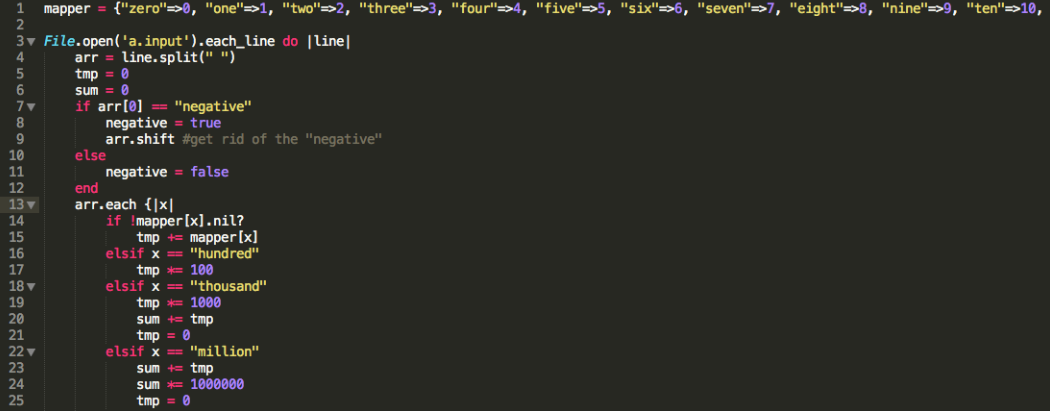 1 mapper = {"zero"=>0, "one"=>1, "two"=>2, "three"=>3, "four"=>4, "five"=>5, "six"=>6, "seven"=>7, "eight"=>8, "nine"=>9, "ten"=>10,
2
3 File.open('a.input').each_line do |line|
4     arr = line.split(" ")
5     tmp = 0
6     sum = 0
7     if arr[0] == "negative"
8         negative = true
9         arr.shift #get rid of the "negative"
10     else
11         negative = false
12     end
13     arr.each {|x|
14         if !mapper[x].nil?
15             tmp += mapper[x]
16         elsif x == "hundred"
17             tmp *= 100
18         elsif x == "thousand"
19             tmp *= 1000
20             sum += tmp
21             tmp = 0
22         elsif x == "million"
23             sum += tmp
24             sum *= 1000000
25             tmp = 0